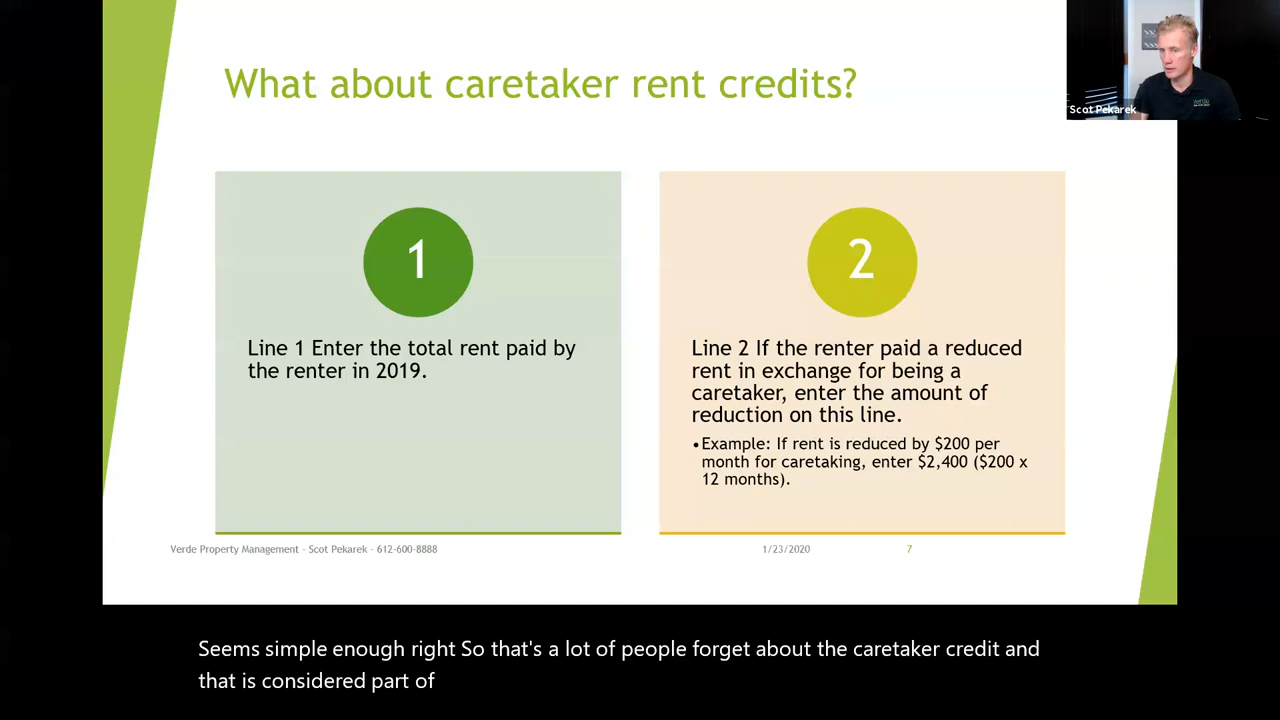 What about caretaker rent credits?
Scot Pekarek
1
Line 1 Enter the total rent paid by
the renter in 2019.
2
Line 2 If the renter paid a reduced
rent in exchange for being a
caretaker, enter the amount of
reduction on this line.
•Example: If rent is reduced by $200 per
month for caretaking, enter $2,400 ($200 x
12 months).
Verde Property Management - Scot Pekarek - 612-600-8888
1/23/2020
7
Seems simple enough right So that's a lot of people forget about the caretaker credit and
that is considered part of